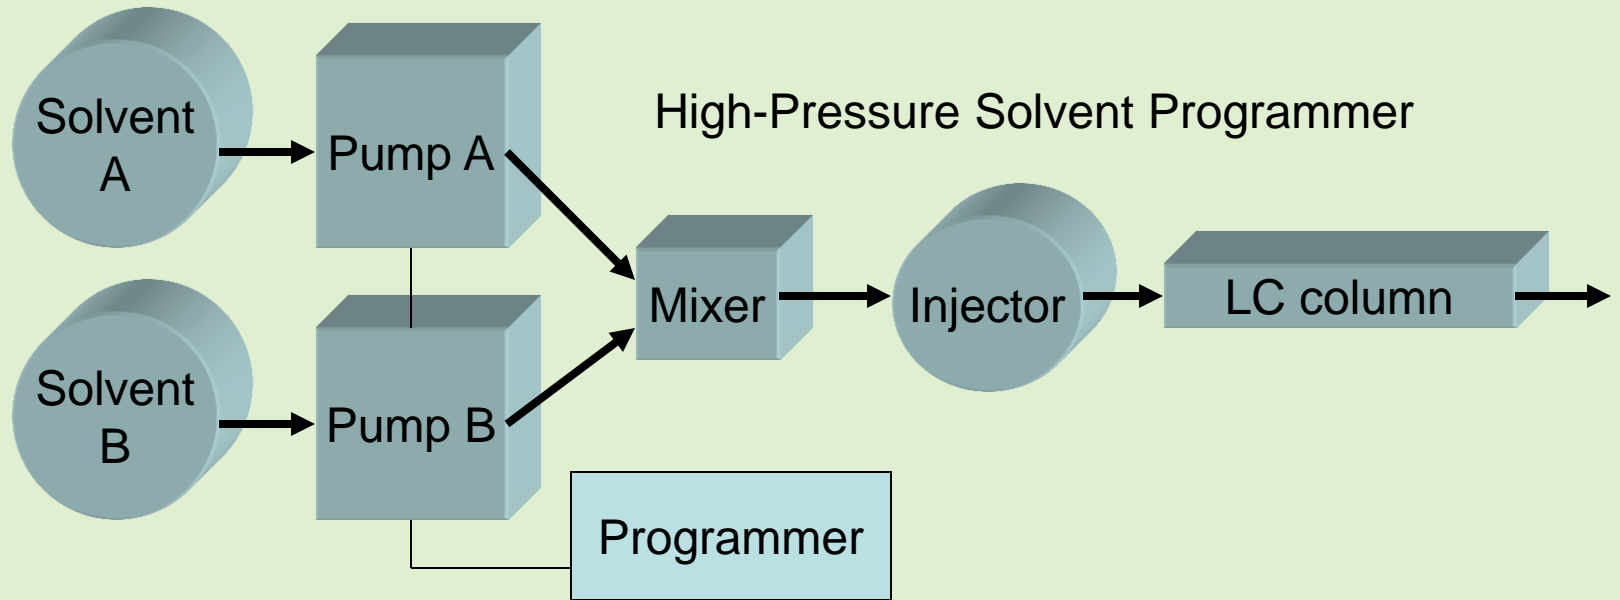 Solvent
A
Pump A
High-Pressure Solvent Programmer
Mixer
Injector
LC column
Solvent
B
Pump B
Programmer